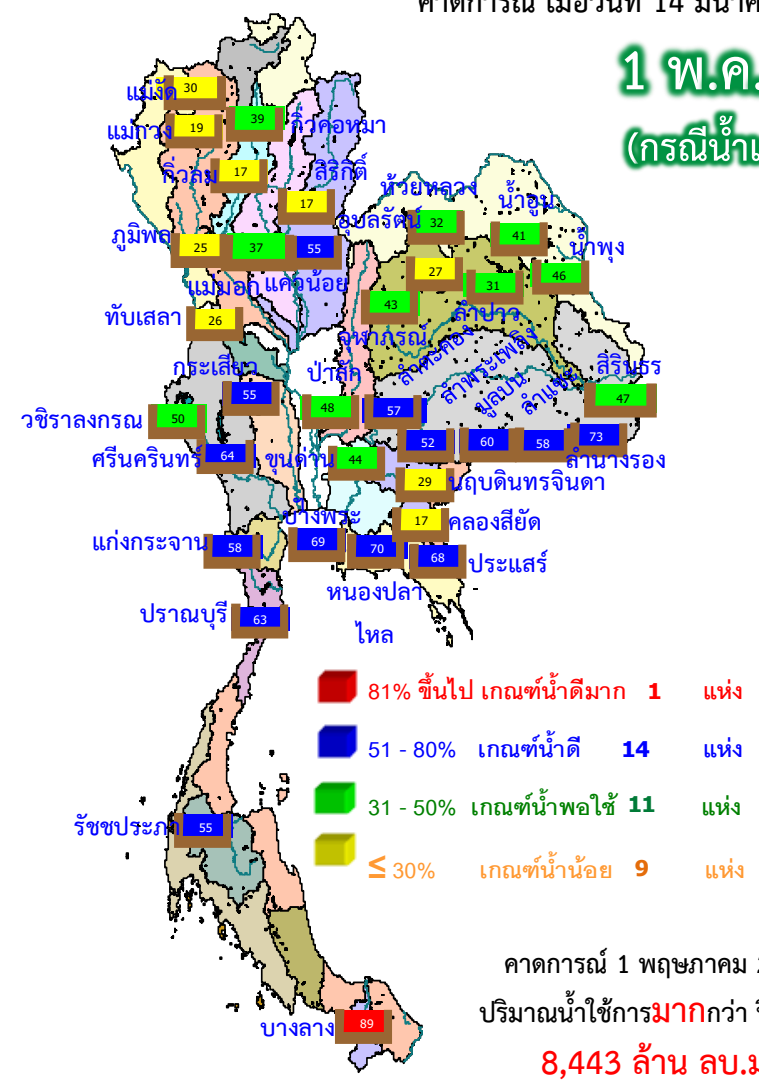 คาดการณ์ เมื่อวันที่ 14 มีนาค
1 พ.ค.
(กรณีน้ำเ
แม่งัด 30
แม่กวง 19
39 กิ่วคอหมา
กิ่วลม 17
สิริกิติ์ 17
ภูมิพล 25
แม่มอก 37
แควน้อย 55
ห้วยหลวง 32
น้ำอูน 41
น้ำพุง 46
อุบลรัตน์ 27
ลำปาว 31
จุฬาภรณ์ 43
ทับเสลา 26
กระเสียว 55
ป่าสัก 48
ลำตะคอง 57
ลำพระเพลิง 52
มูลบน 60
ลำแชะ 58
ลำนางรอง 73
สิรินธร 47
วชิราลงกรณ 50
ศรีนครินทร์ 64
ขุนด่าน 44
29 นฤบดินทรจินดา
17 คลองสียัด
บางพระ 69
แก่งกระจาน 58
70
หนองปลา
ไหล
68 ประแสร์
ปราณบุรี 63
81% ขึ้นไป เกณฑ์น้ำดีมาก 1 แห่ง
51 - 80% เกณฑ์น้ำดี 14 แห่ง
31 - 50% เกณฑ์น้ำพอใช้ 11 แห่ง
≤ 30% เกณฑ์น้ำน้อย 9 แห่ง
รัชชประภา 55
บางลาง 89
คาดการณ์ 1 พฤษภาคม
ปริมาณน้ำใช้การมากกว่า
8,443 ล้าน ลบ.ม